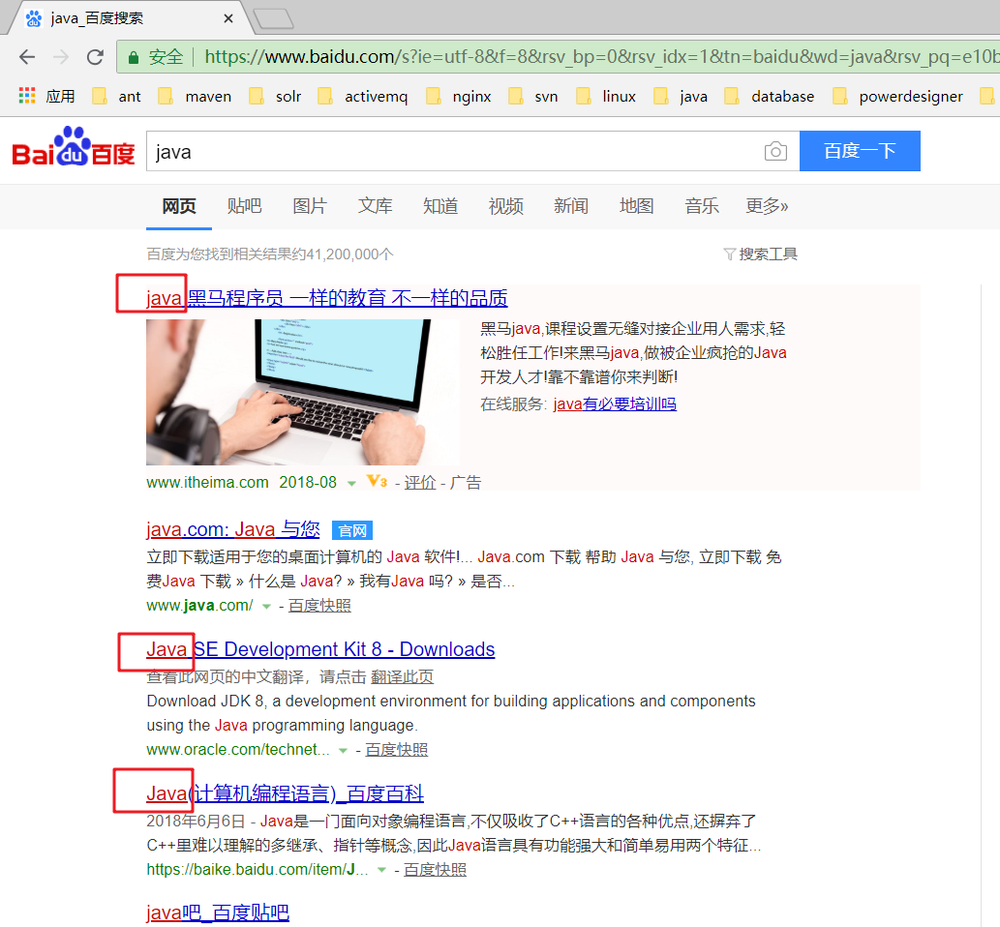 java_百度搜索
安全 https://www.baidu.com/s?ie=utf-8&f=8&rsv_bp=0&rsv_idx=1&tn=baidu&wd=java&rsv_pq=e10b
应用 ant maven solr activemq nginx svn linux java database powerdesigner
Bai du 百度 java 百度一下
网页 贴吧 图片 文库 知道 视频 新闻 地图 音乐 更多»
百度为您找到相关结果约41,200,000个 搜索工具
java 黑马程序员 一样的教育 不一样的品质
黑马java,课程设置无缝对接企业用人需求,轻
松胜任工作!来黑马java,做被企业疯抢的Java
开发人才!靠不靠谱你来判断!
在线服务: java有必要培训吗
www.itheima.com 2018-08 V3 - 评价 - 广告
java.com: Java 与您 官网
立即下载适用于您的桌面计算机的 Java 软件!... Java.com 下载 帮助 Java 与您, 立即下载 免
费Java 下载 » 什么是 Java? » 我有Java 吗? » 是否...
www.java.com/ - 百度快照
Java SE Development Kit 8 - Downloads
查看此网页的中文翻译，请点击 翻译此页
Download JDK 8, a development environment for building applications and components
using the Java programming language.
www.oracle.com/technet... - 百度快照
Java(计算机编程语言)_百度百科
2018年6月6日 - Java是一门面向对象编程语言,不仅吸收了C++语言的各种优点,还摒弃了
C++里难以理解的多继承、指针等概念,因此Java语言具有功能强大和简单易用两个特征...
https://baike.baidu.com/item/J... - 百度快照
java吧_百度贴吧